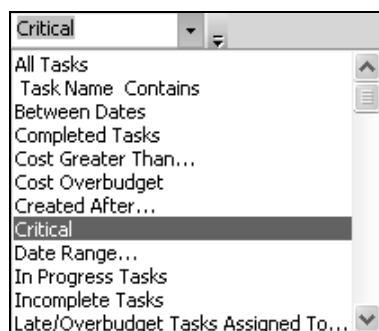 Critical
All Tasks
Task Name Contains
Between Dates
Completed Tasks
Cost Greater Than...
Cost Overbudget
Created After...
Critical
Date Range...
In Progress Tasks
Incomplete Tasks
Late/Overbudget Tasks Assigned To...